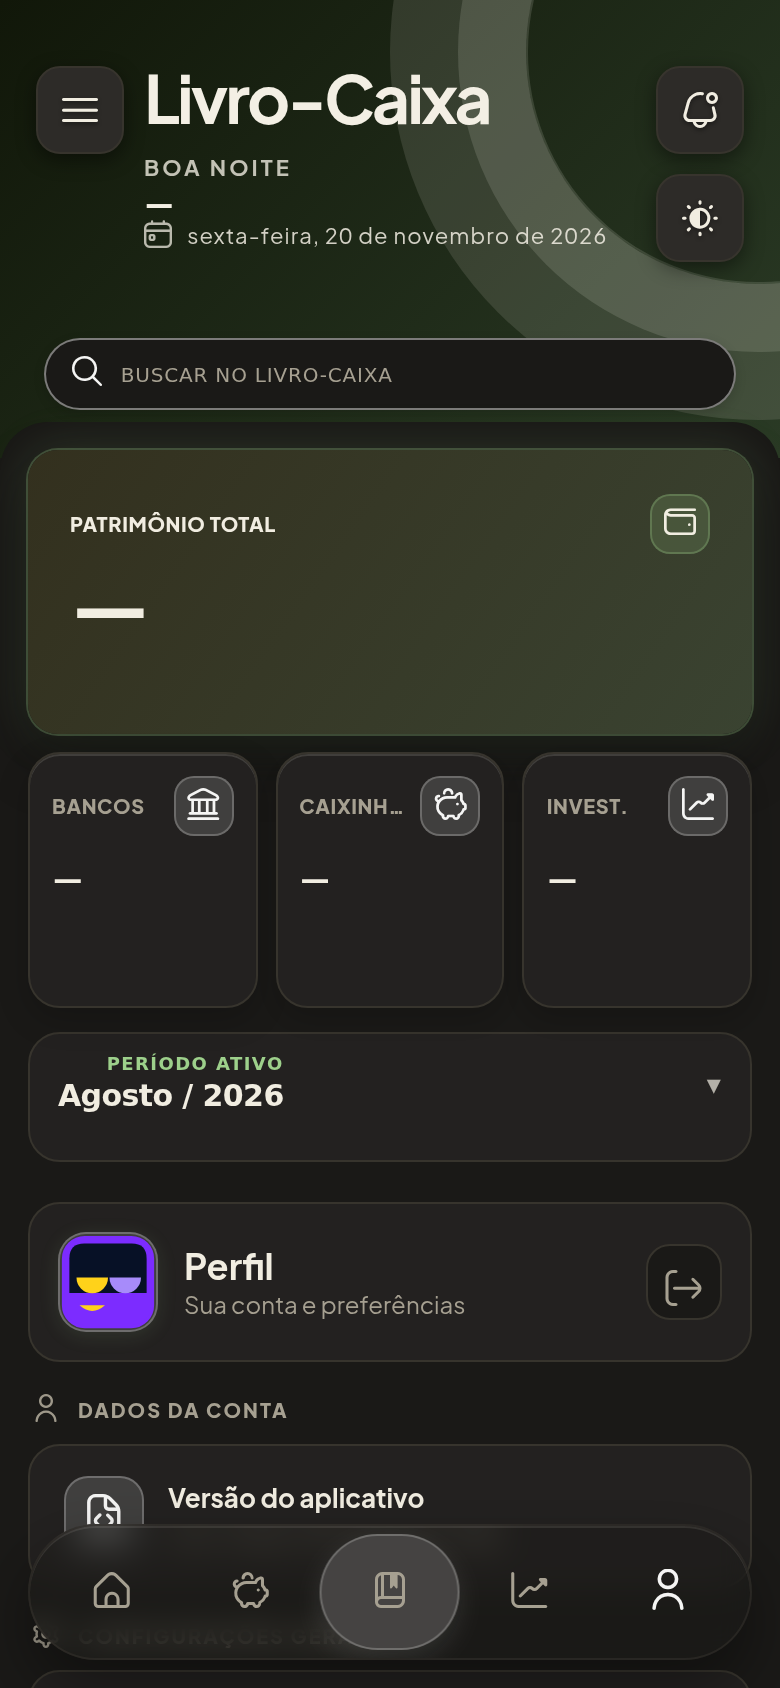 Livro-Caixa
BOA NOITE
—
sexta-feira, 20 de novembro de 2026
BUSCAR NO LIVRO-CAIXA
PATRIMÔNIO TOTAL
—
BANCOS
CAIXINH…
INVEST.
—
—
—
PERÍODO ATIVO
Agosto / 2026
▼
Perfil
Sua conta e preferências
DADOS DA CONTA
Versão do aplicativo
CONFIGURAÇÕES